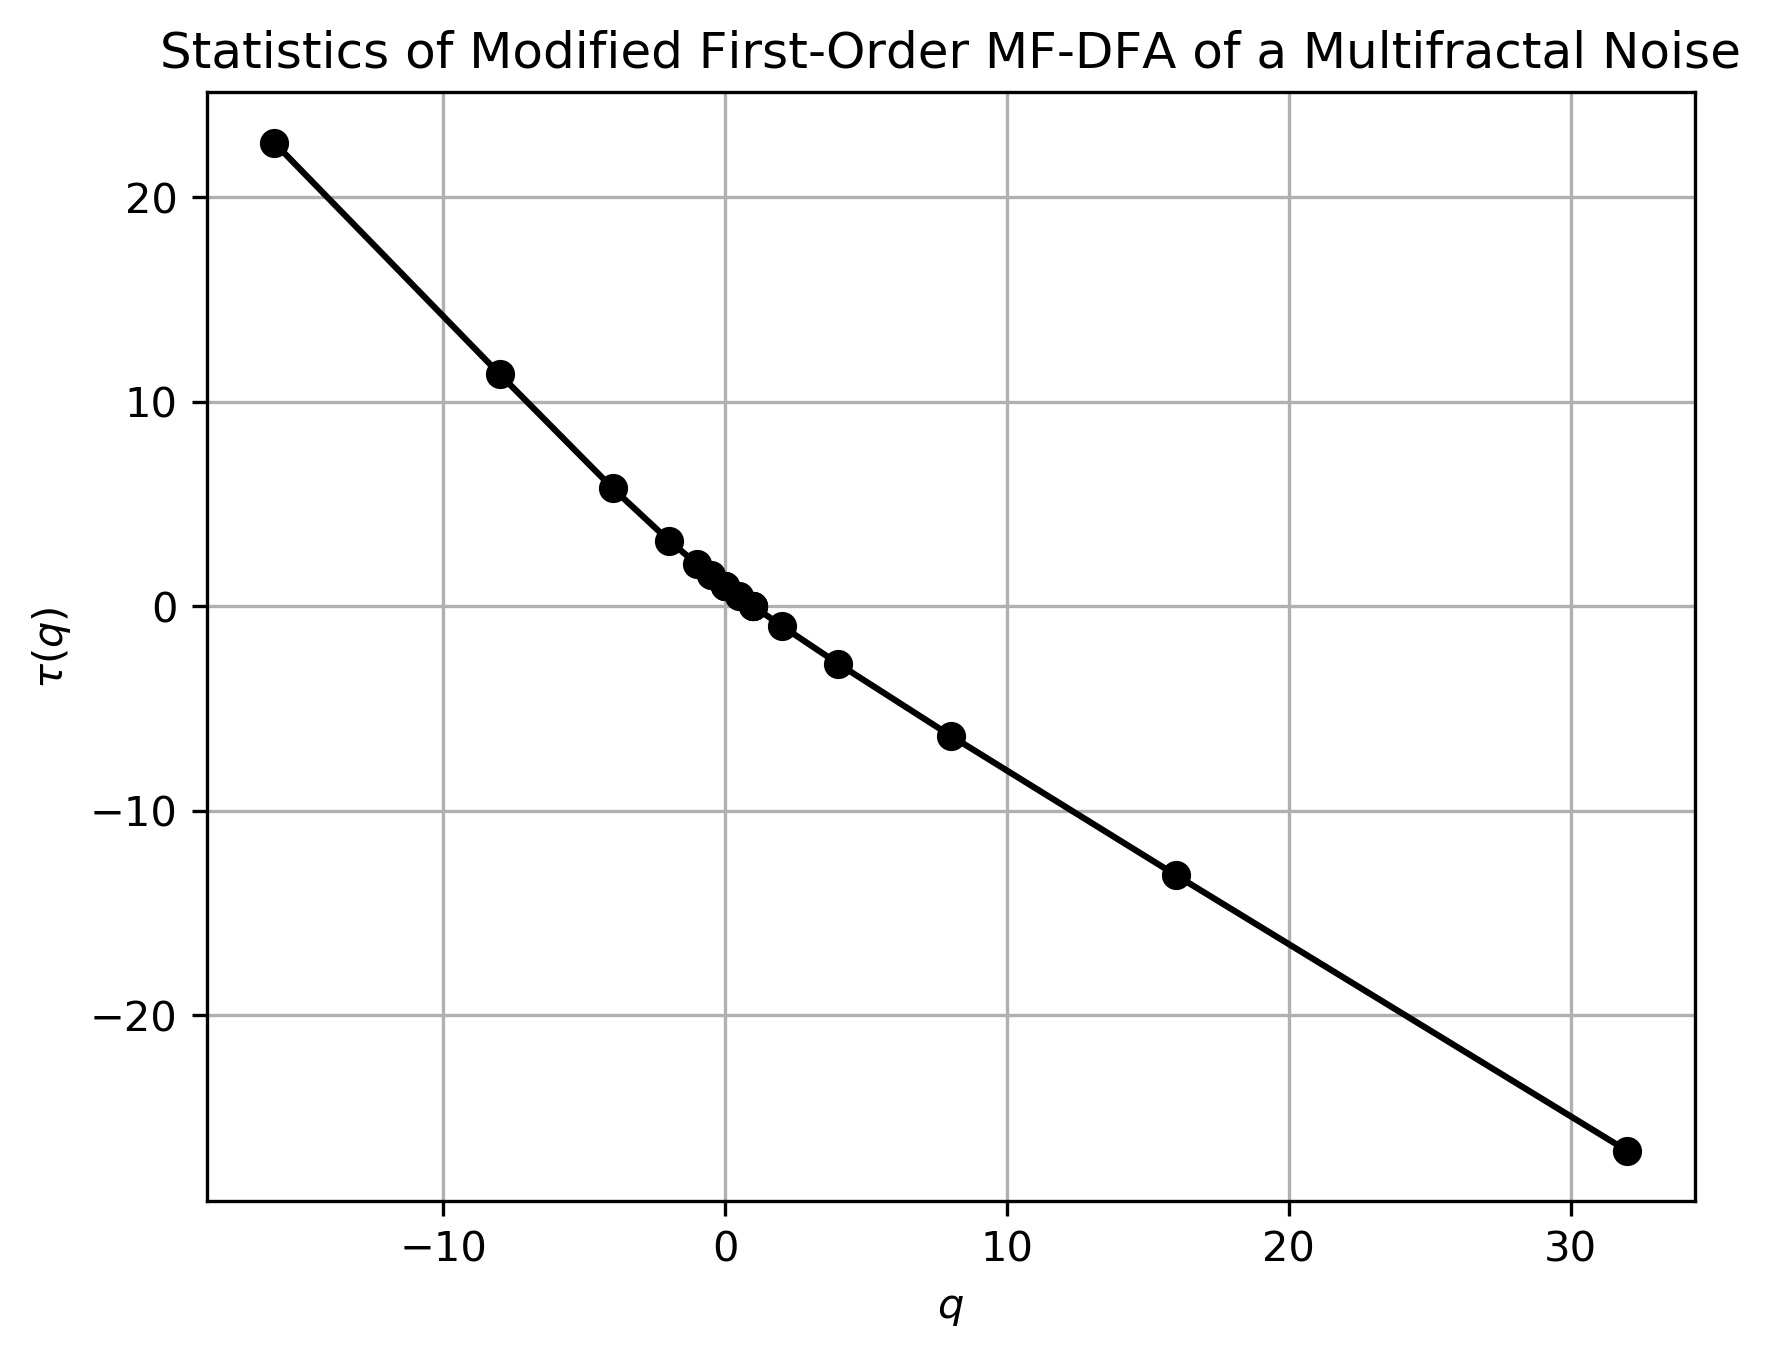 Statistics of Modified First-Order MF-DFA of a Multifractal Noise
20
10
0
−10
−20
τ(q)
−10 0 10 20 30
q